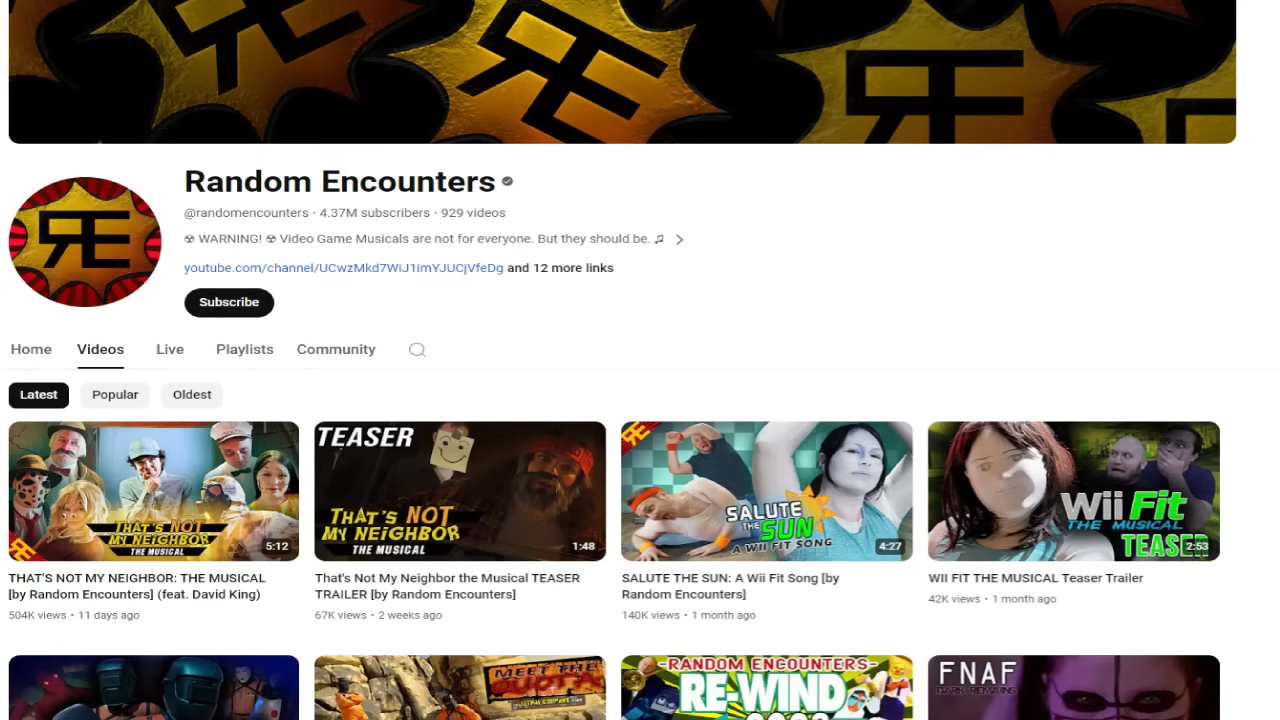 Random Encounters
@randomencounters · 4.37M subscribers · 929 videos
☢ WARNING! ☢ Video Game Musicals are not for everyone. But they should be. ♫
youtube.com/channel/UCwzMkd7WiJ1imYJUCjVfeDg and 12 more links
Subscribe
Home Videos Live Playlists Community
Latest Popular Oldest
THAT'S NOT
MY NEIGHBOR
THE MUSICAL
5:12
TEASER
THAT'S NOT
MY NEIGHBOR
THE MUSICAL
1:48
SALUTE
THE SUN
A WII FIT SONG
4:27
Wii Fit
THE MUSICAL
TEASER
2:53
THAT'S NOT MY NEIGHBOR: THE MUSICAL
[by Random Encounters] (feat. David King)
504K views • 11 days ago
That's Not My Neighbor the Musical TEASER
TRAILER [by Random Encounters]
67K views • 2 weeks ago
SALUTE THE SUN: A Wii Fit Song [by
Random Encounters]
140K views • 1 month ago
WII FIT THE MUSICAL Teaser Trailer
42K views • 1 month ago
MEET THE
QUOTA
-RANDOM ENCOUNTERS-
RE-WIND
FNAF
DARK REMAINS